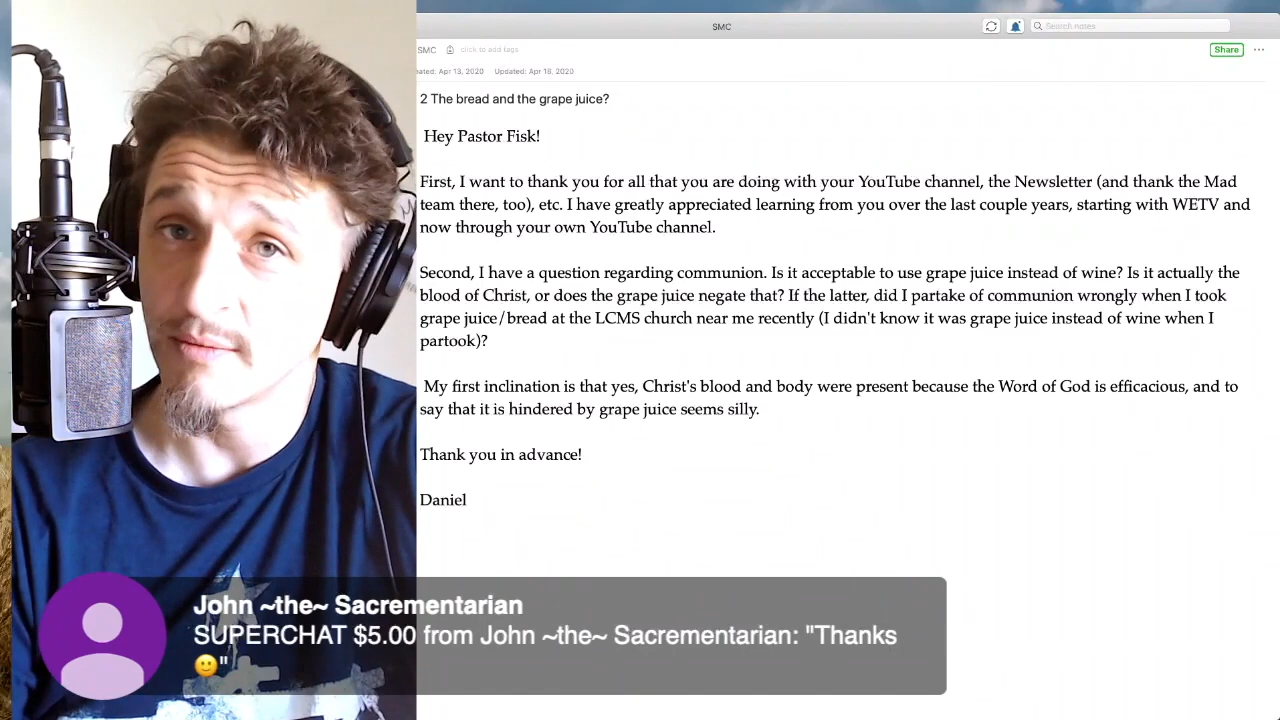 SMC
Search notes
SMC
click to add tags
Share
ated: Apr 13, 2020 Updated: Apr 18, 2020
2 The bread and the grape juice?
Hey Pastor Fisk!
First, I want to thank you for all that you are doing with your YouTube channel, the Newsletter (and thank the Mad
team there, too), etc. I have greatly appreciated learning from you over the last couple years, starting with WETV and
now through your own YouTube channel.
Second, I have a question regarding communion. Is it acceptable to use grape juice instead of wine? Is it actually the
blood of Christ, or does the grape juice negate that? If the latter, did I partake of communion wrongly when I took
grape juice/bread at the LCMS church near me recently (I didn't know it was grape juice instead of wine when I
partook)?
My first inclination is that yes, Christ's blood and body were present because the Word of God is efficacious, and to
say that it is hindered by grape juice seems silly.
Thank you in advance!
Daniel
John ~the~ Sacrementarian
SUPERCHAT $5.00 from John ~the~ Sacrementarian: "Thanks
🙂"